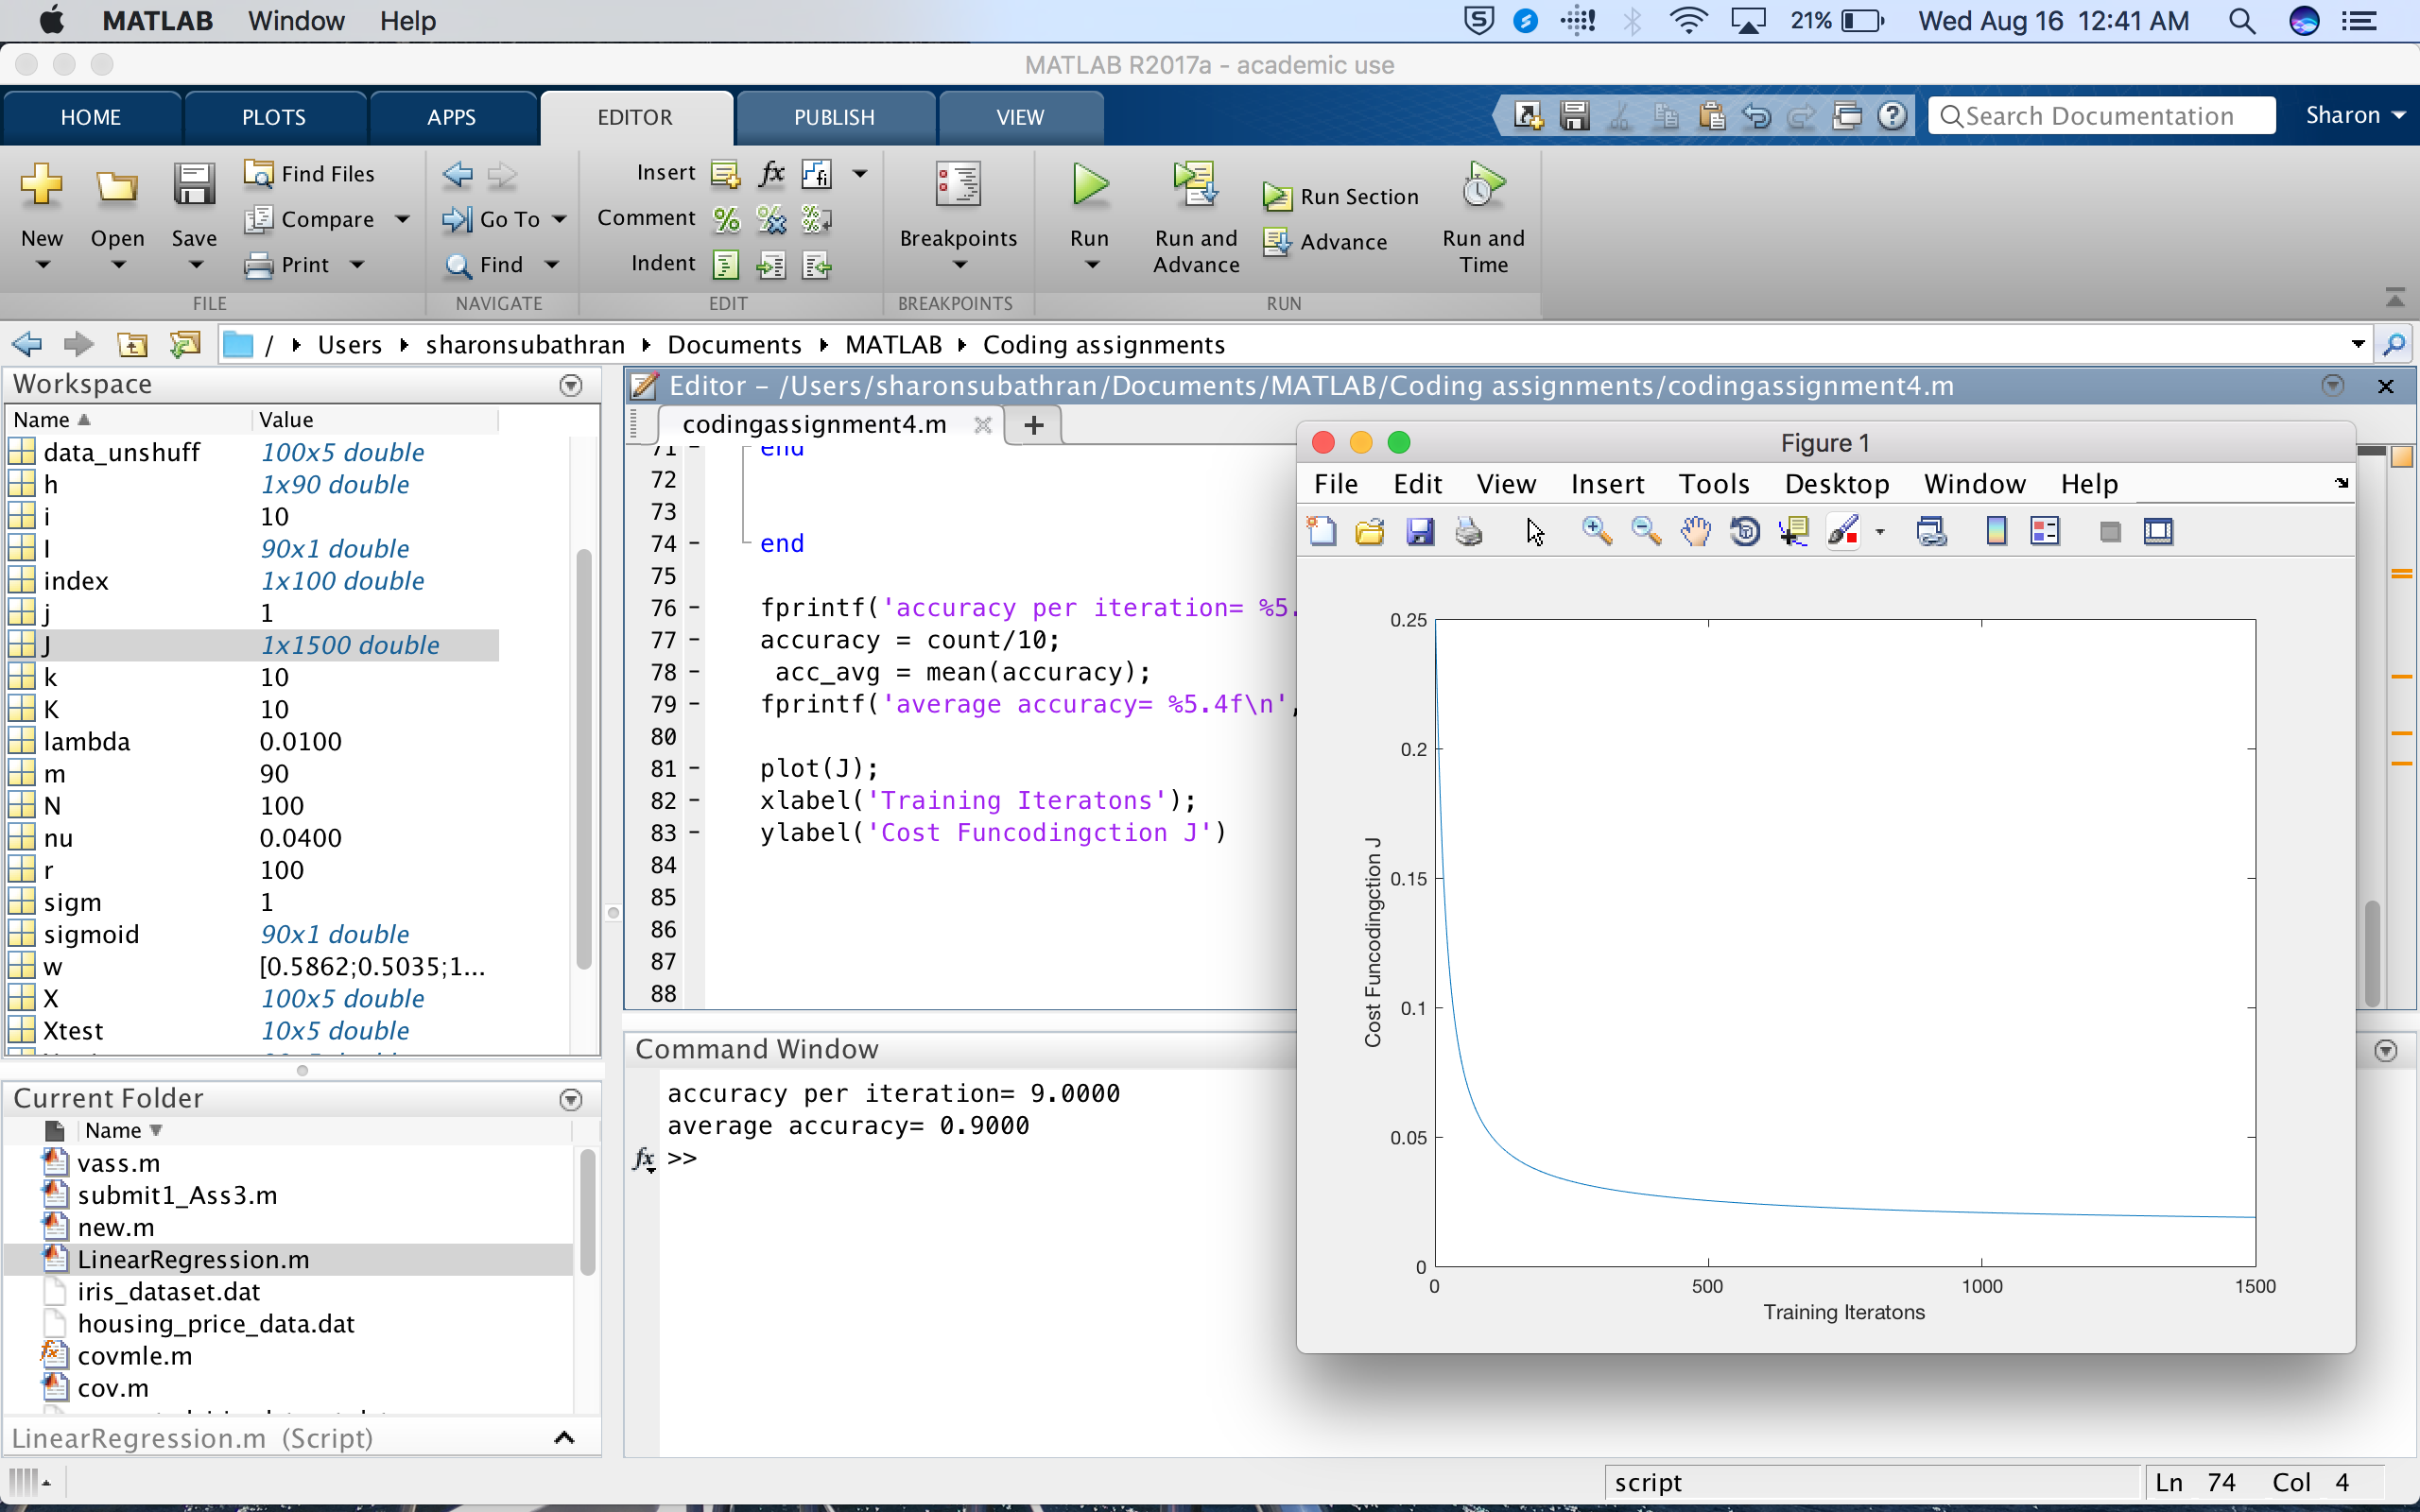 MATLAB Window Help 21% Wed Aug 16 12:41 AM
MATLAB R2017a - academic use
HOME PLOTS APPS EDITOR PUBLISH VIEW Search Documentation Sharon
New Open Save Find Files Compare Print
Go To Find
Insert fx fi
Comment
Indent
Breakpoints
Run Run and Advance Run Section Advance Run and Time
FILE NAVIGATE EDIT BREAKPOINTS RUN
/ Users sharonsubathran Documents MATLAB Coding assignments
Workspace
Name Value
data_unshuff 100x5 double
h 1x90 double
i 10
I 90x1 double
index 1x100 double
j 1
J 1x1500 double
k 10
K 10
lambda 0.0100
m 90
N 100
nu 0.0400
r 100
sigm 1
sigmoid 90x1 double
w [0.5862;0.5035;1...
X 100x5 double
Xtest 10x5 double
Current Folder
Name
vass.m
submit1_Ass3.m
new.m
LinearRegression.m
iris_dataset.dat
housing_price_data.dat
covmle.m
cov.m
LinearRegression.m (Script)
Editor – /Users/sharonsubathran/Documents/MATLAB/Coding assignments/codingassignment4.m
codingassignment4.m +
71 - end
72
73
74 - end
75
76 - fprintf('accuracy per iteration= %5.
77 - accuracy = count/10;
78 - acc_avg = mean(accuracy);
79 - fprintf('average accuracy= %5.4f\n',
80
81 - plot(J);
82 - xlabel('Training Iteratons');
83 - ylabel('Cost Funcodingction J')
84
85
86
87
88
Command Window
accuracy per iteration= 9.0000
average accuracy= 0.9000
fx >>
Figure 1
File Edit View Insert Tools Desktop Window Help
0.25
0.2
0.15
0.1
0.05
0
Cost Funcodingction J
0 500 1000 1500
Training Iteratons
script Ln 74 Col 4